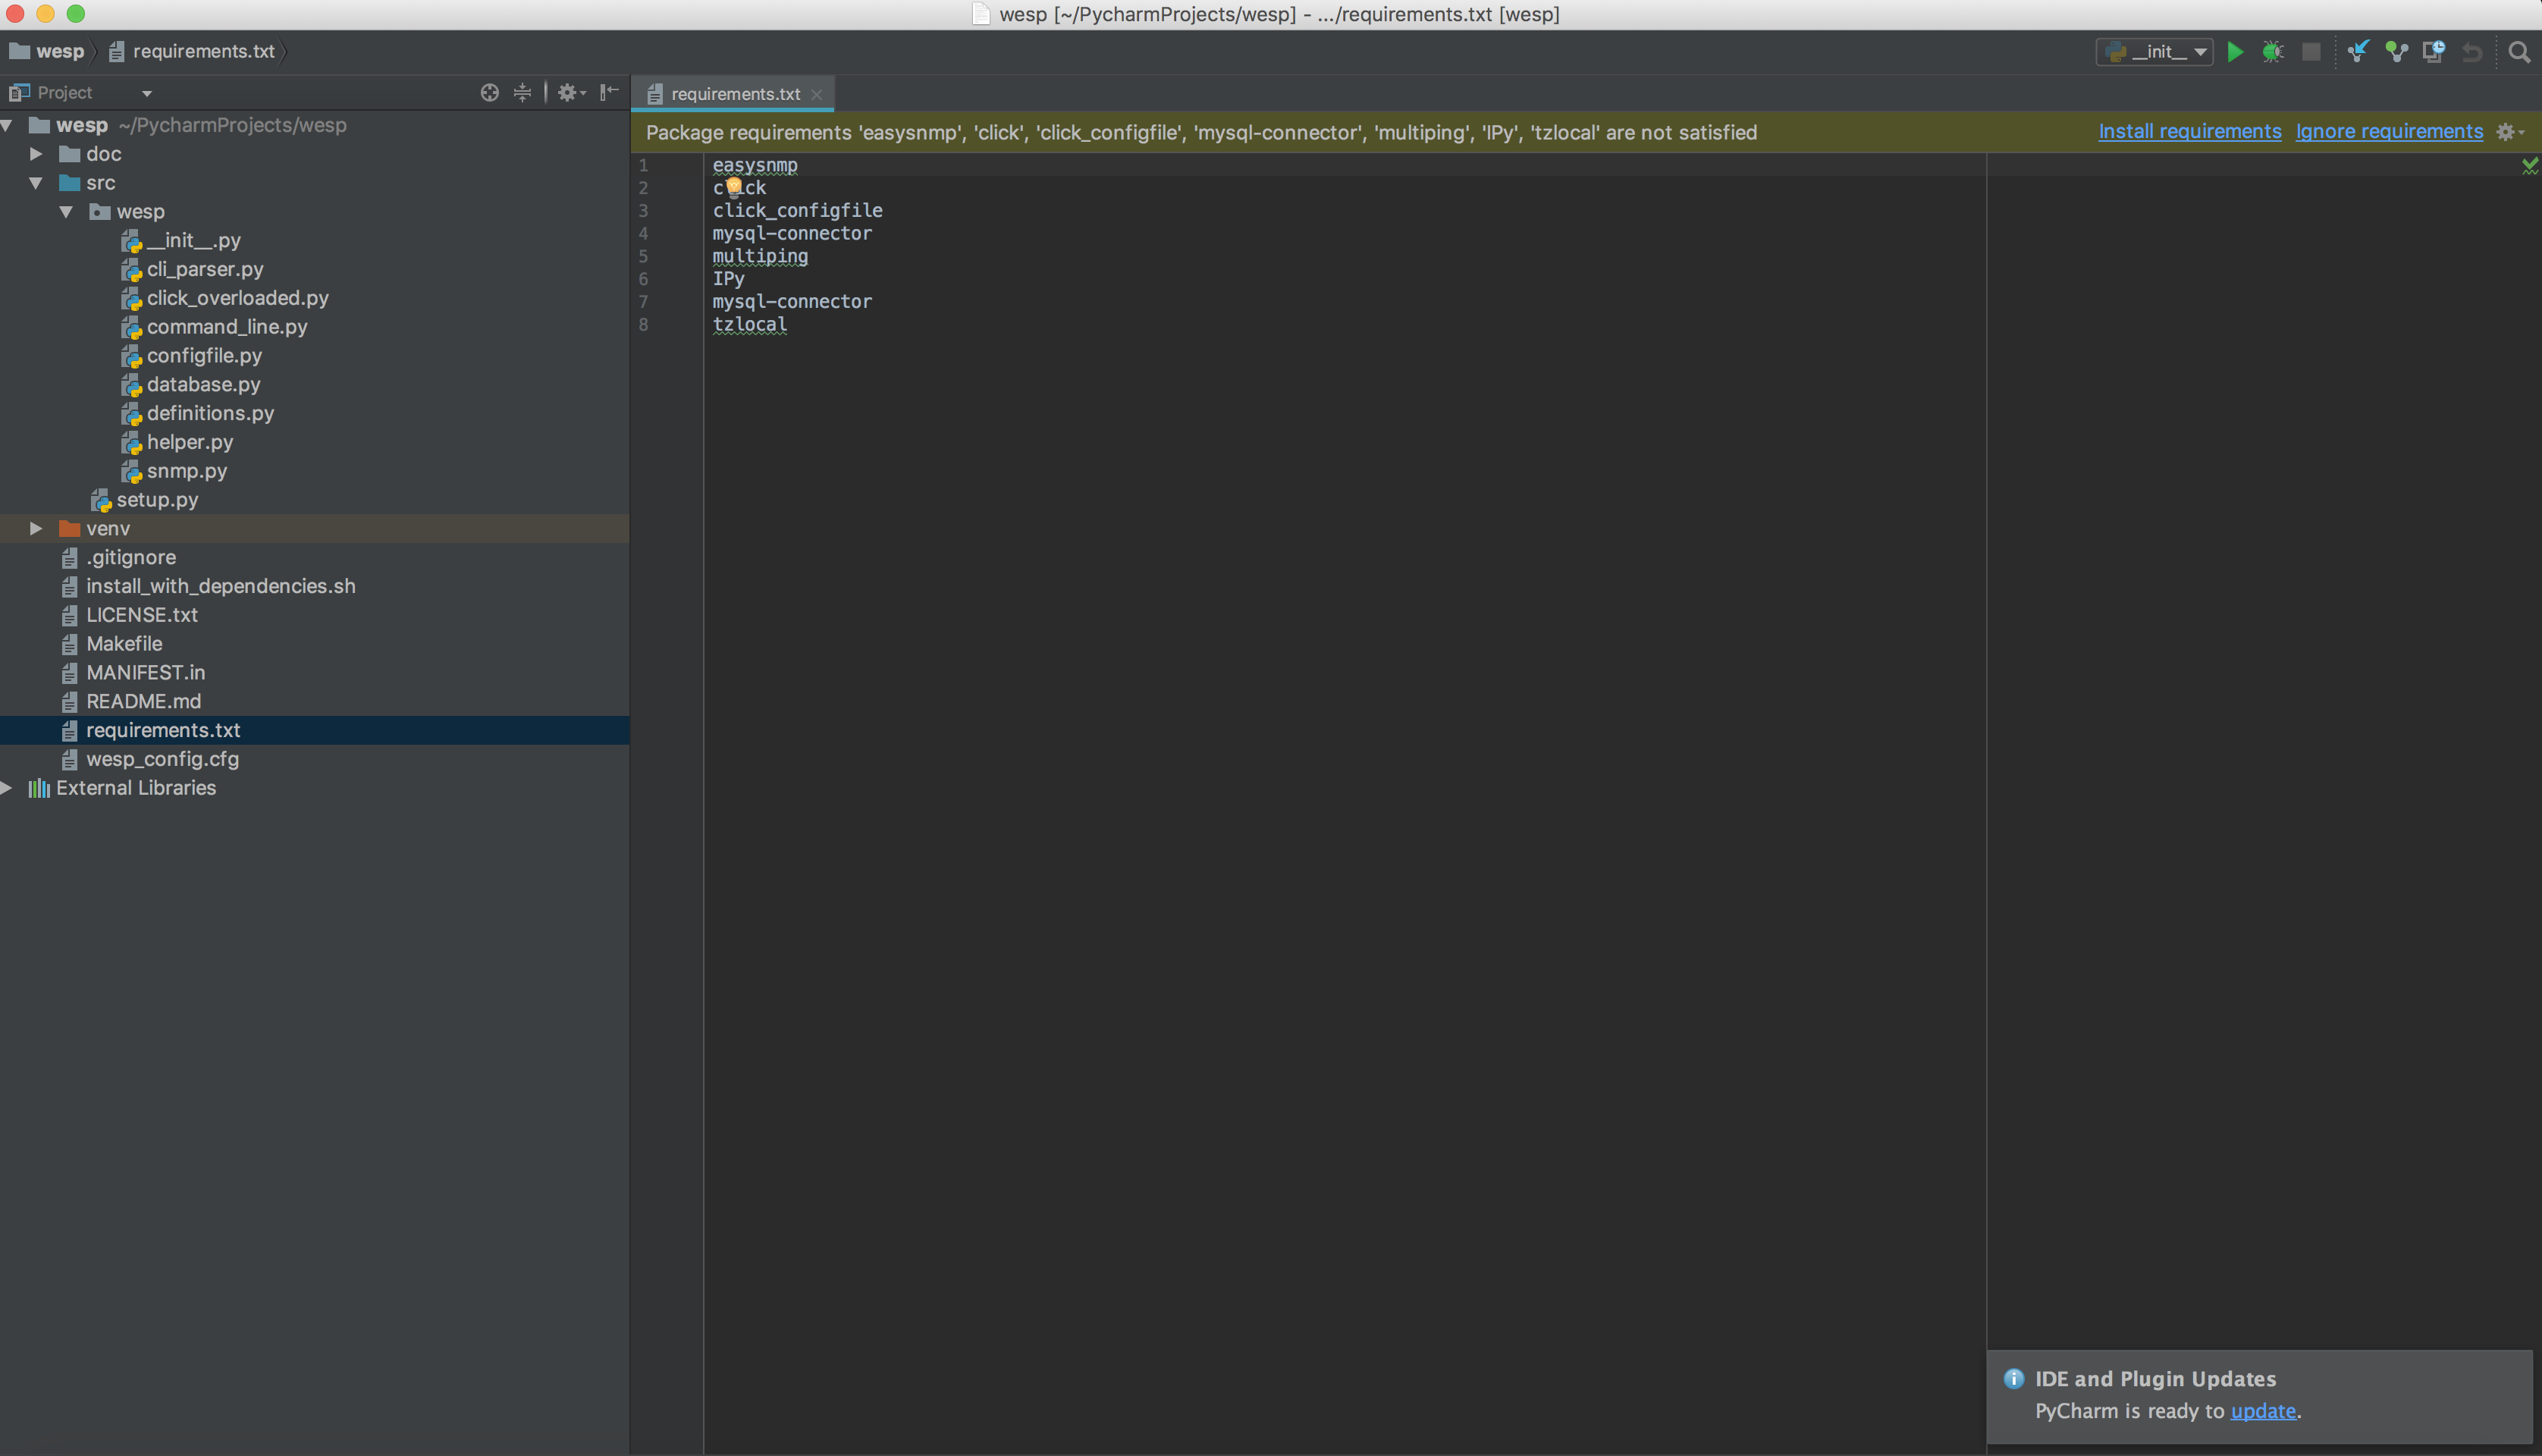 wesp [~/PycharmProjects/wesp] - .../requirements.txt [wesp]
wesp requirements.txt
__init__
Project
requirements.txt
wesp ~/PycharmProjects/wesp
doc
src
wesp
__init__.py
cli_parser.py
click_overloaded.py
command_line.py
configfile.py
database.py
definitions.py
helper.py
snmp.py
setup.py
venv
.gitignore
install_with_dependencies.sh
LICENSE.txt
Makefile
MANIFEST.in
README.md
requirements.txt
wesp_config.cfg
External Libraries
Package requirements 'easysnmp', 'click', 'click_configfile', 'mysql-connector', 'multiping', 'IPy', 'tzlocal' are not satisfied
Install requirements Ignore requirements
1 easysnmp
2 click
3 click_configfile
4 mysql-connector
5 multiping
6 IPy
7 mysql-connector
8 tzlocal
IDE and Plugin Updates
PyCharm is ready to update.